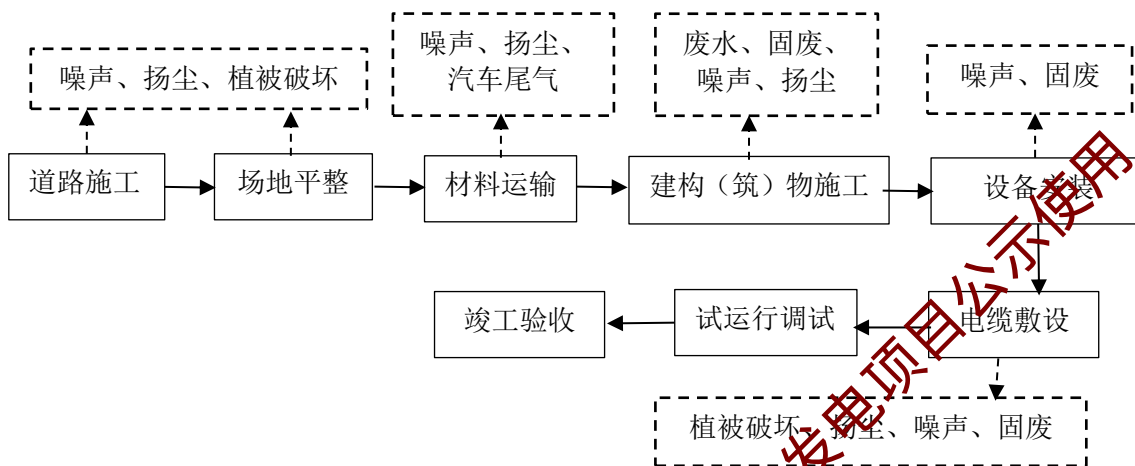 噪声、扬尘、植被破坏
噪声、扬尘、
汽车尾气
废水、固废、
噪声、扬尘
噪声、固废
道路施工
场地平整
材料运输
建构（筑）物施工
设备安装
竣工验收
试运行调试
电缆敷设
植被破坏、扬尘、噪声、固废
发电项目公示使用